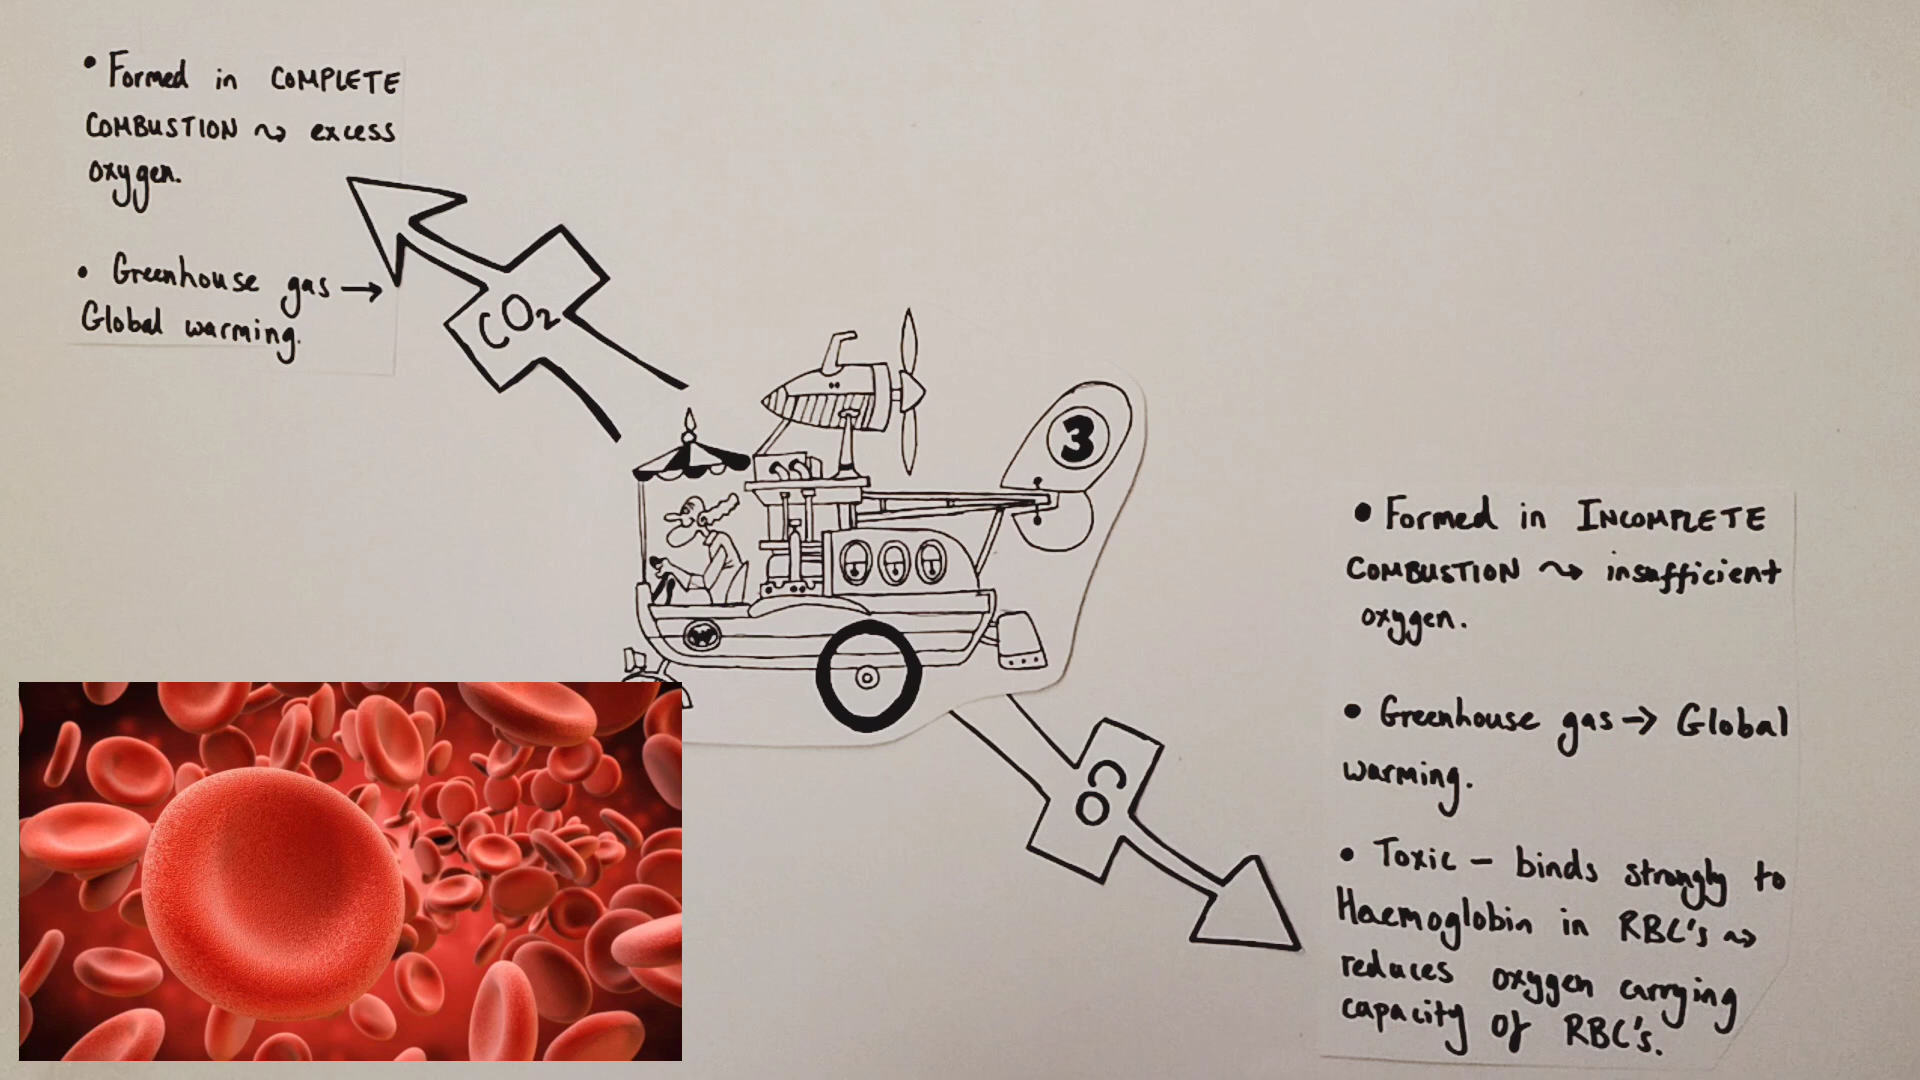 • Formed in COMPLETE
COMBUSTION ⤳ excess
oxygen.
• Greenhouse gas →
Global warming.
CO2
3
CO
• Formed in INCOMPLETE
COMBUSTION ⤳ insufficient
oxygen.
• Greenhouse gas → Global
warming.
• Toxic – binds strongly to
Haemoglobin in RBC's ⤳
reduces oxygen carrying
capacity of RBC's.